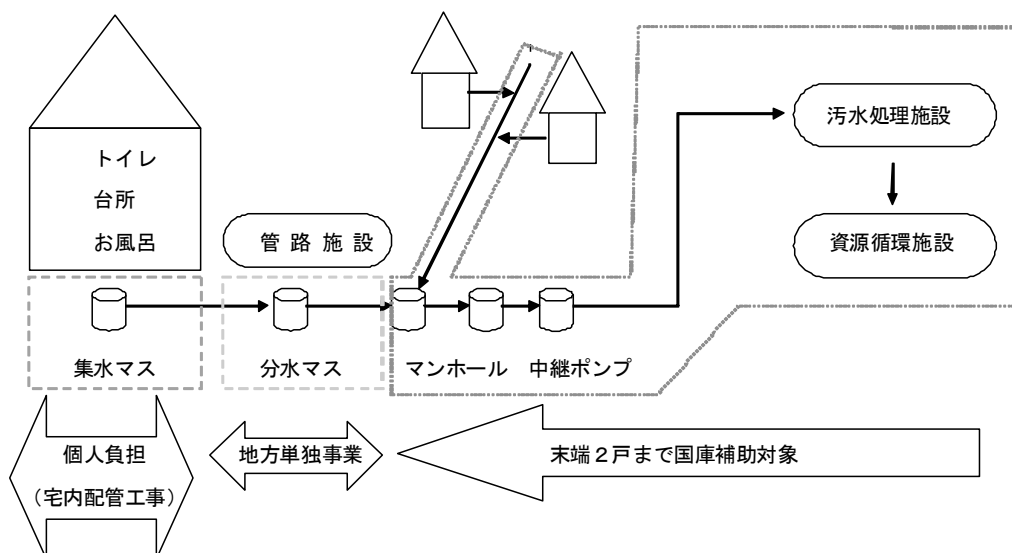 トイレ
台所
お風呂
管路施設
汚水処理施設
資源循環施設
集水マス
分水マス
マンホール
中継ポンプ
個人負担
（宅内配管工事）
地方単独事業
末端２戸まで国庫補助対象